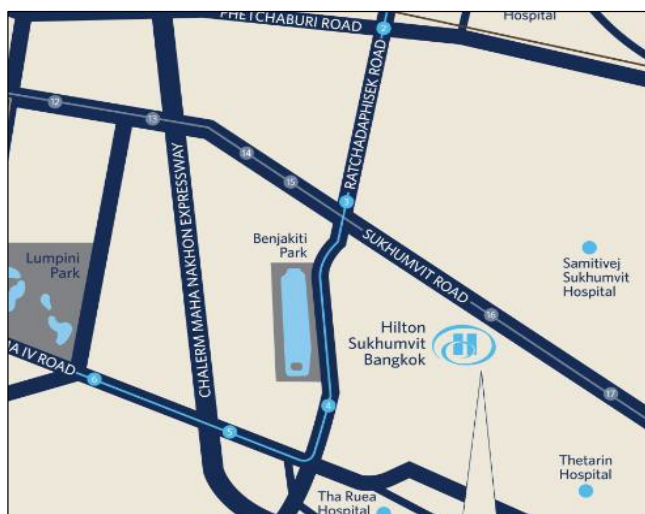 Hospital
PHETCHABURI ROAD
2
RATCHADAPHISEK ROAD
12
13
14
15
3
CHALERM MAHA NAKHON EXPRESSWAY
Benjakiti
Park
SUKHUMVIT ROAD
Lumpini
Park
Samitivej
Sukhumvit
Hospital
16
Hilton
Sukhumvit
Bangkok
H
IV ROAD
6
17
4
5
Thetarin
Hospital
Tha Ruea
Hospital